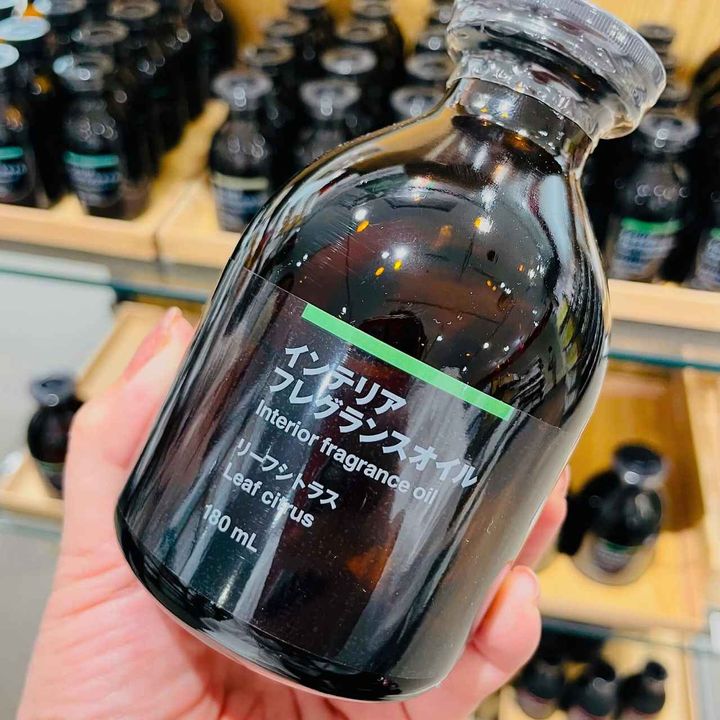 インテリア
フレグランスオイル
Interior fragrance oil
リーフシトラス
Leaf citrus
180 mL